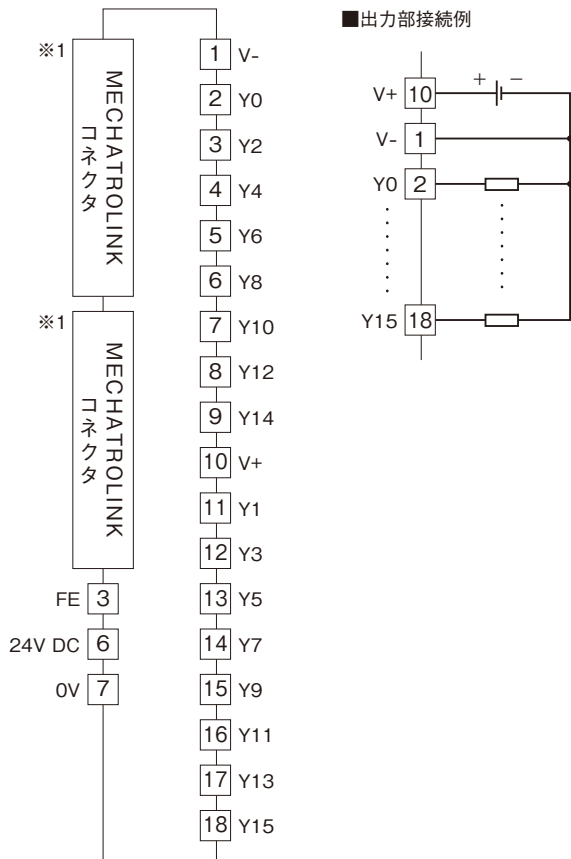 ※1
MECHATROLINK
コネクタ
※1
MECHATROLINK
コネクタ
FE 3
24V DC 6
0V 7
1 V-
2 Y0
3 Y2
4 Y4
5 Y6
6 Y8
7 Y10
8 Y12
9 Y14
10 V+
11 Y1
12 Y3
13 Y5
14 Y7
15 Y9
16 Y11
17 Y13
18 Y15
■出力部接続例
+ −
V+ 10
V- 1
Y0 2
Y15 18